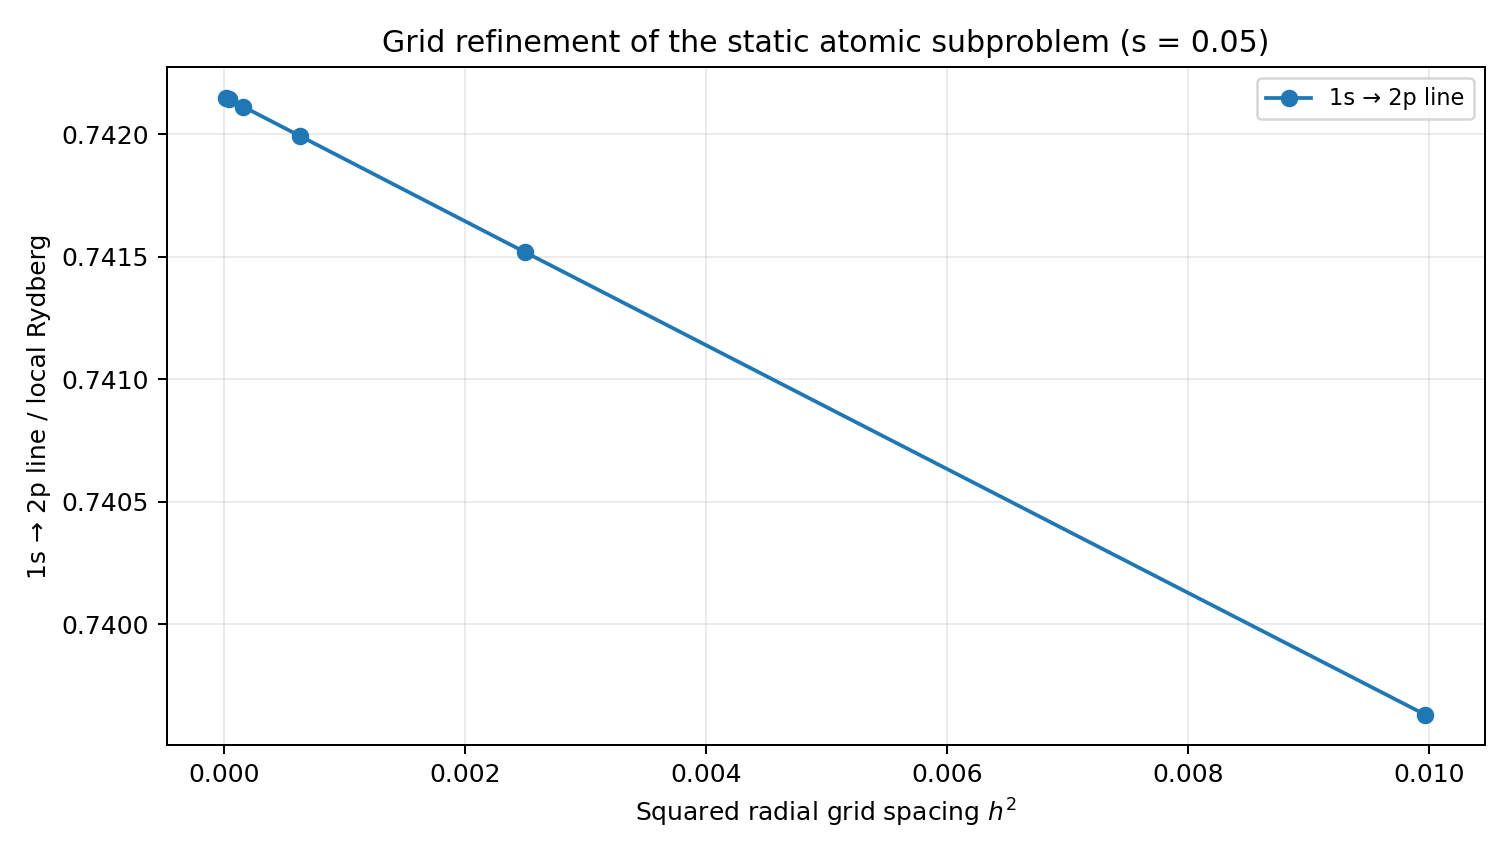 Grid refinement of the static atomic subproblem (s = 0.05)
1s → 2p line
1s → 2p line / local Rydberg
0.7420
0.7415
0.7410
0.7405
0.7400
0.000 0.002 0.004 0.006 0.008 0.010
Squared radial grid spacing h²